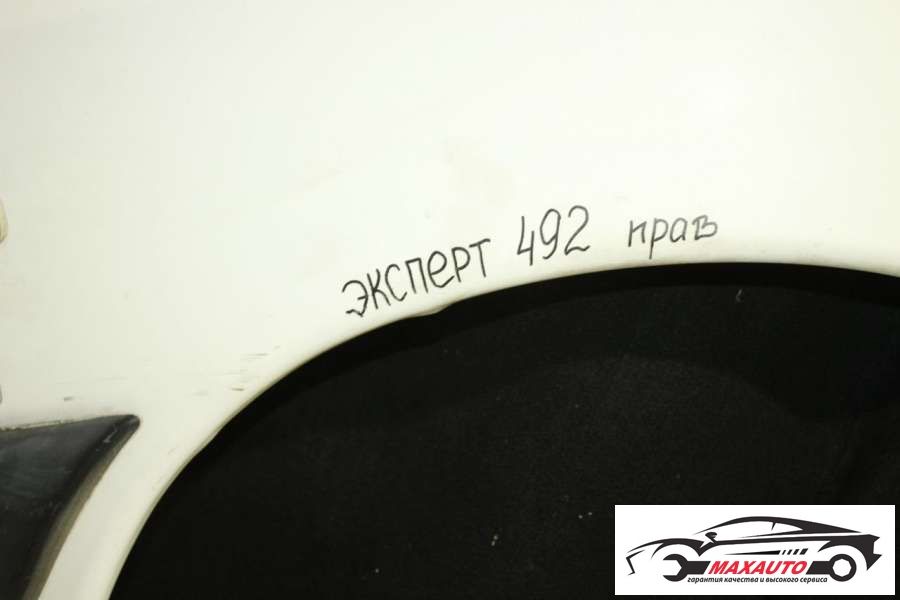 эксперт 492 прав
MAXAUTO
гарантия качества и высокого сервиса